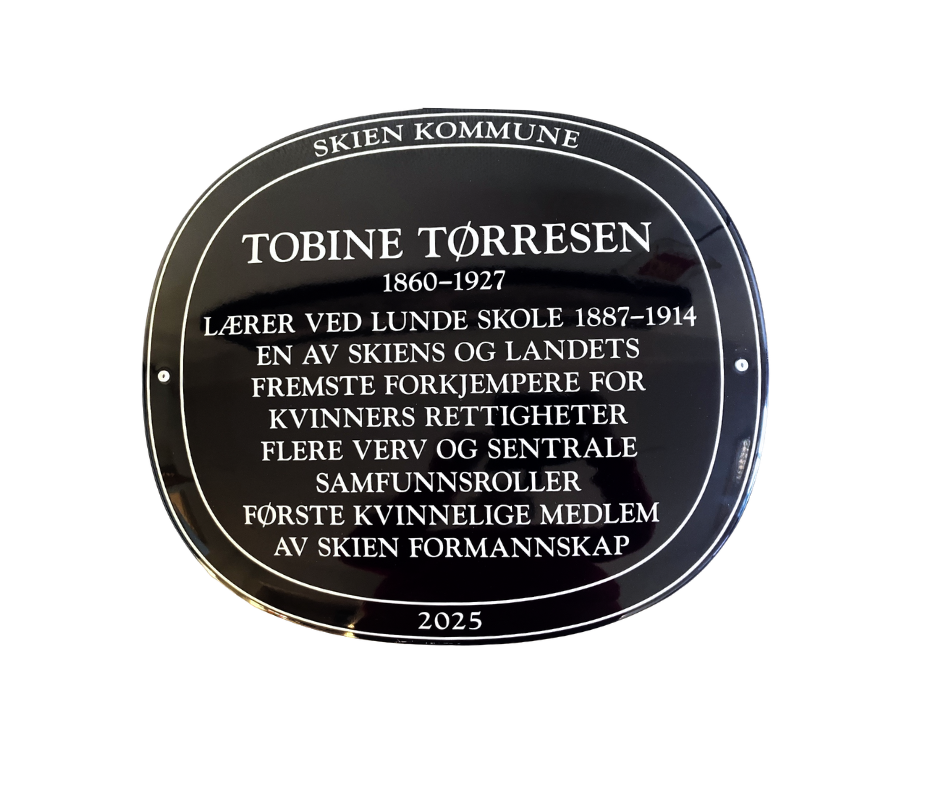 SKIEN KOMMUNE
TOBINE TØRRESEN
1860–1927
LÆRER VED LUNDE SKOLE 1887–1914
EN AV SKIENS OG LANDETS
FREMSTE FORKJEMPERE FOR
KVINNERS RETTIGHETER
FLERE VERV OG SENTRALE
SAMFUNNSROLLER
FØRSTE KVINNELIGE MEDLEM
AV SKIEN FORMANNSKAP
2025